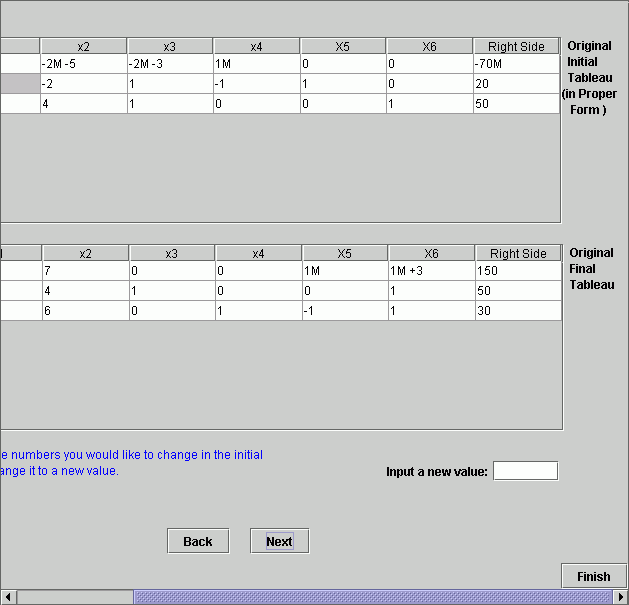 x2 x3 x4 X5 X6 Right Side
-2M -5 -2M -3 1M 0 0 -70M
-2 1 -1 1 0 20
4 1 0 0 1 50
Original
Initial
Tableau
(in Proper
Form )
x2 x3 x4 X5 X6 Right Side
7 0 0 1M 1M +3 150
4 1 0 0 1 50
6 0 1 -1 1 30
Original
Final
Tableau
e numbers you would like to change in the initial
ange it to a new value.
Input a new value:
Back Next
Finish